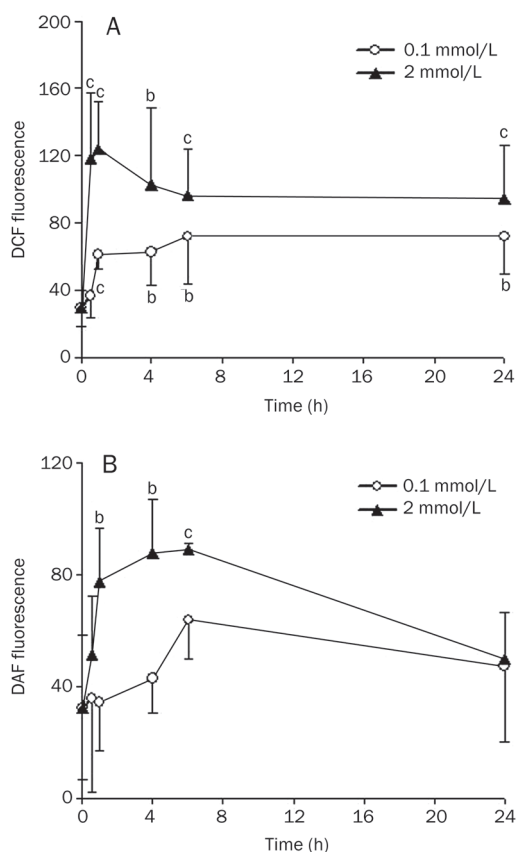 A
200
160
120
80
40
0
DCF fluorescence
0.1 mmol/L
2 mmol/L
c
c
b
c
c
c
b
b
b
0 4 8 12 16 20 24
Time (h)
B
120
80
40
0
DAF fluorescence
0.1 mmol/L
2 mmol/L
b
b
c
0 4 8 12 16 20 24
Time (h)